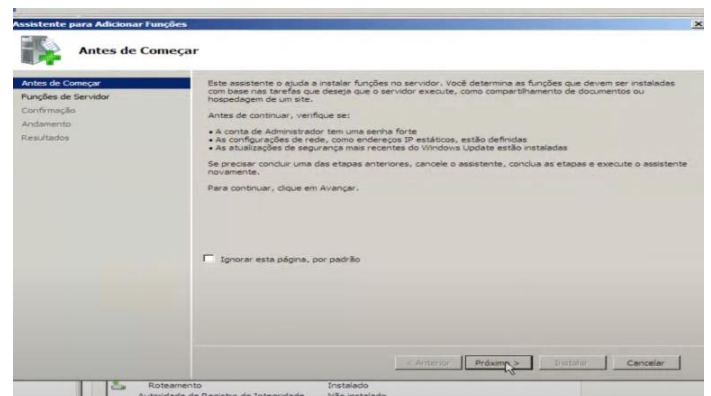 Assistente para Adicionar Funções
Antes de Começar
Antes de Começar
Funções de Servidor
Confirmação
Andamento
Resultados
Este assistente o ajuda a instalar funções no servidor. Você determina as funções que devem ser instaladas
com base nas tarefas que deseja que o servidor execute, como compartilhamento de documentos ou
hospedagem de um site.
Antes de continuar, verifique se:
• A conta de Administrador tem uma senha forte
• As configurações de rede, como endereços IP estáticos, estão definidas
• As atualizações de segurança mais recentes do Windows Update estão instaladas
Se precisar concluir uma das etapas anteriores, cancele o assistente, conclua as etapas e execute o assistente
novamente.
Para continuar, clique em Avançar.
Ignorar esta página, por padrão
< Anterior
Próximo >
Instalar
Cancelar
Roteamento
Instalado
Autoridade de Registro de Integridade
Não instalado